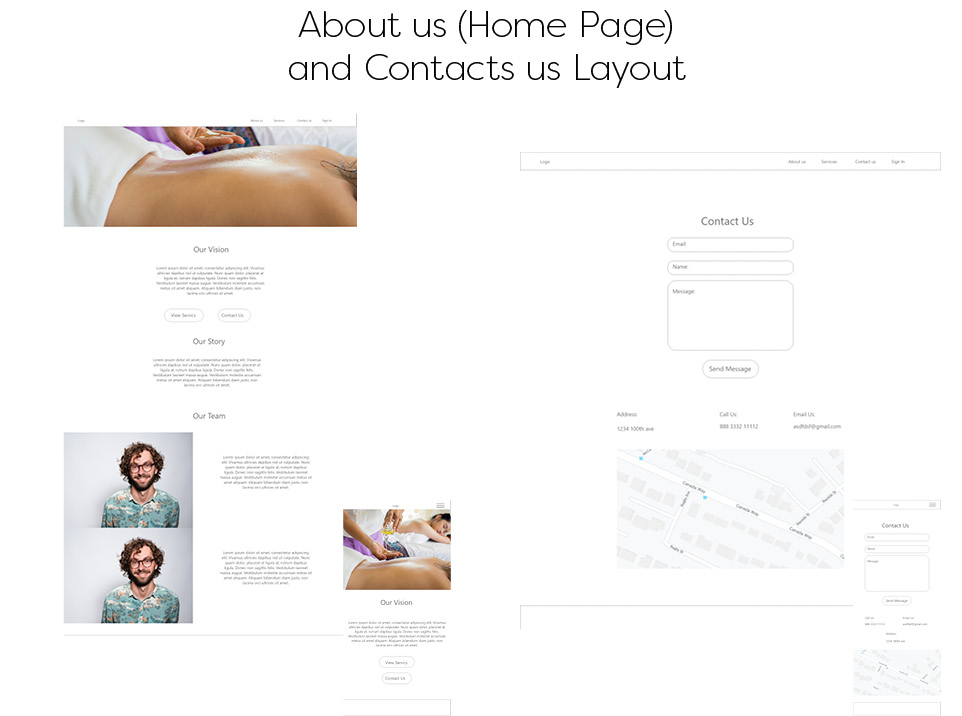 About us (Home Page)
and Contacts us Layout
Logo About us Services Contact us Sign In
Our Vision
Lorem ipsum dolor sit amet, consectetur adipiscing elit. Vivamus
ultricies dapibus nisl ut vulputate. Nunc quam dolor, placerat at
ligula et, rutrum dapibus ligula. Donec non sagittis felis.
Vestibulum laoreet massa augue. Vestibulum molestie accumsan
metus sit amet aliquam. Aliquam bibendum diam justo, non
lacinia orci ultrices sit amet.
View Servics Contact Us
Our Story
Lorem ipsum dolor sit amet, consectetur adipiscing elit. Vivamus
ultricies dapibus nisl ut vulputate. Nunc quam dolor, placerat
at ligula et, rutrum dapibus ligula. Donec non sagittis felis.
Vestibulum laoreet massa augue. Vestibulum molestie accumsan
metus sit amet aliquam. Aliquam bibendum diam justo, non
lacinia orci ultrices sit amet.
Our Team
Lorem ipsum dolor sit amet, consectetur adipiscing
elit. Vivamus ultricies dapibus nisl ut vulputate. Nunc
quam dolor, placerat at ligula et, rutrum dapibus
ligula. Donec non sagittis felis. Vestibulum laoreet
massa augue. Vestibulum molestie accumsan metus
sit amet aliquam. Aliquam bibendum diam justo, non
lacinia orci ultrices sit amet.
Lorem ipsum dolor sit amet, consectetur adipiscing
elit. Vivamus ultricies dapibus nisl ut vulputate. Nunc
quam dolor, placerat at ligula et, rutrum dapibus
ligula. Donec non sagittis felis. Vestibulum laoreet
massa augue. Vestibulum molestie accumsan metus
sit amet aliquam. Aliquam bibendum diam justo, non
lacinia orci ultrices sit amet.
Our Vision
Lorem ipsum dolor sit amet, consectetur adipiscing elit. Vivamus
ultricies dapibus nisl ut vulputate. Nunc quam dolor, placerat at
ligula et, rutrum dapibus ligula. Donec non sagittis felis.
Vestibulum laoreet massa augue. Vestibulum molestie accumsan
metus sit amet aliquam. Aliquam bibendum diam justo, non
lacinia orci ultrices sit amet.
View Servics
Contact Us
Logo About us Services Contact us Sign In
Contact Us
Email:
Name:
Message:
Send Message
Address: Call Us: Email Us:
1234 100th ave 888 3332 11112 asdfdsf@gmail.com
Canada Way
Canada Way
Canada Way
Contact Us
Email
Name
Message
Send Message
Call Us: Email Us:
888 3332 11112 asdfdsf@gmail.com
Address:
1234 100th ave